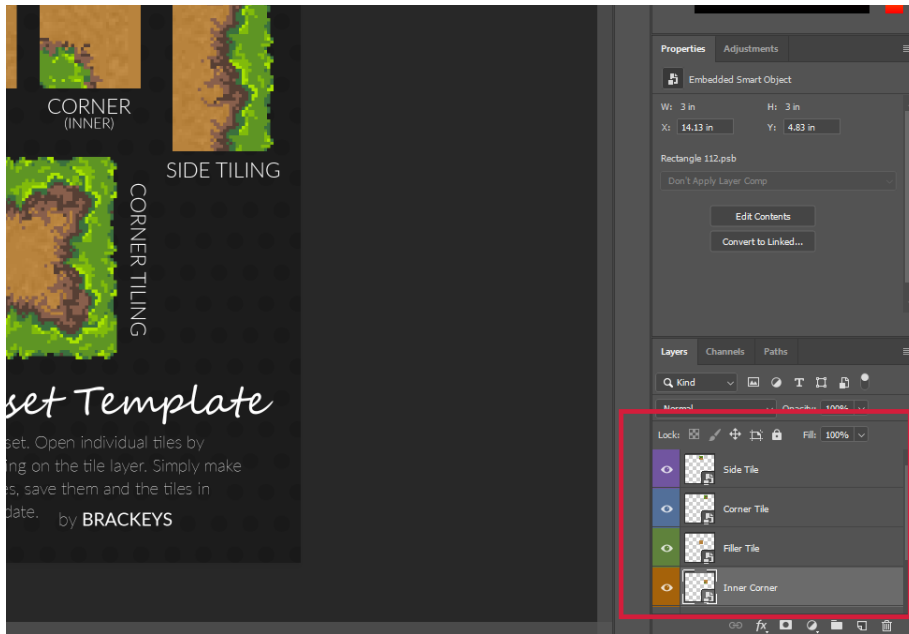 CORNER
(INNER)
SIDE TILING
CORNER TILING
set Template
set. Open individual tiles by
ing on the tile layer. Simply make
es, save them and the tiles in
date.
by BRACKEYS
Properties Adjustments
Embedded Smart Object
W: 3 in H: 3 in
X: 14.13 in Y: 4.83 in
Rectangle 112.psb
Don't Apply Layer Comp
Edit Contents
Convert to Linked...
Layers Channels Paths
Kind
Normal Opacity: 100%
Lock: Fill: 100%
Side Tile
Corner Tile
Filler Tile
Inner Corner
fx